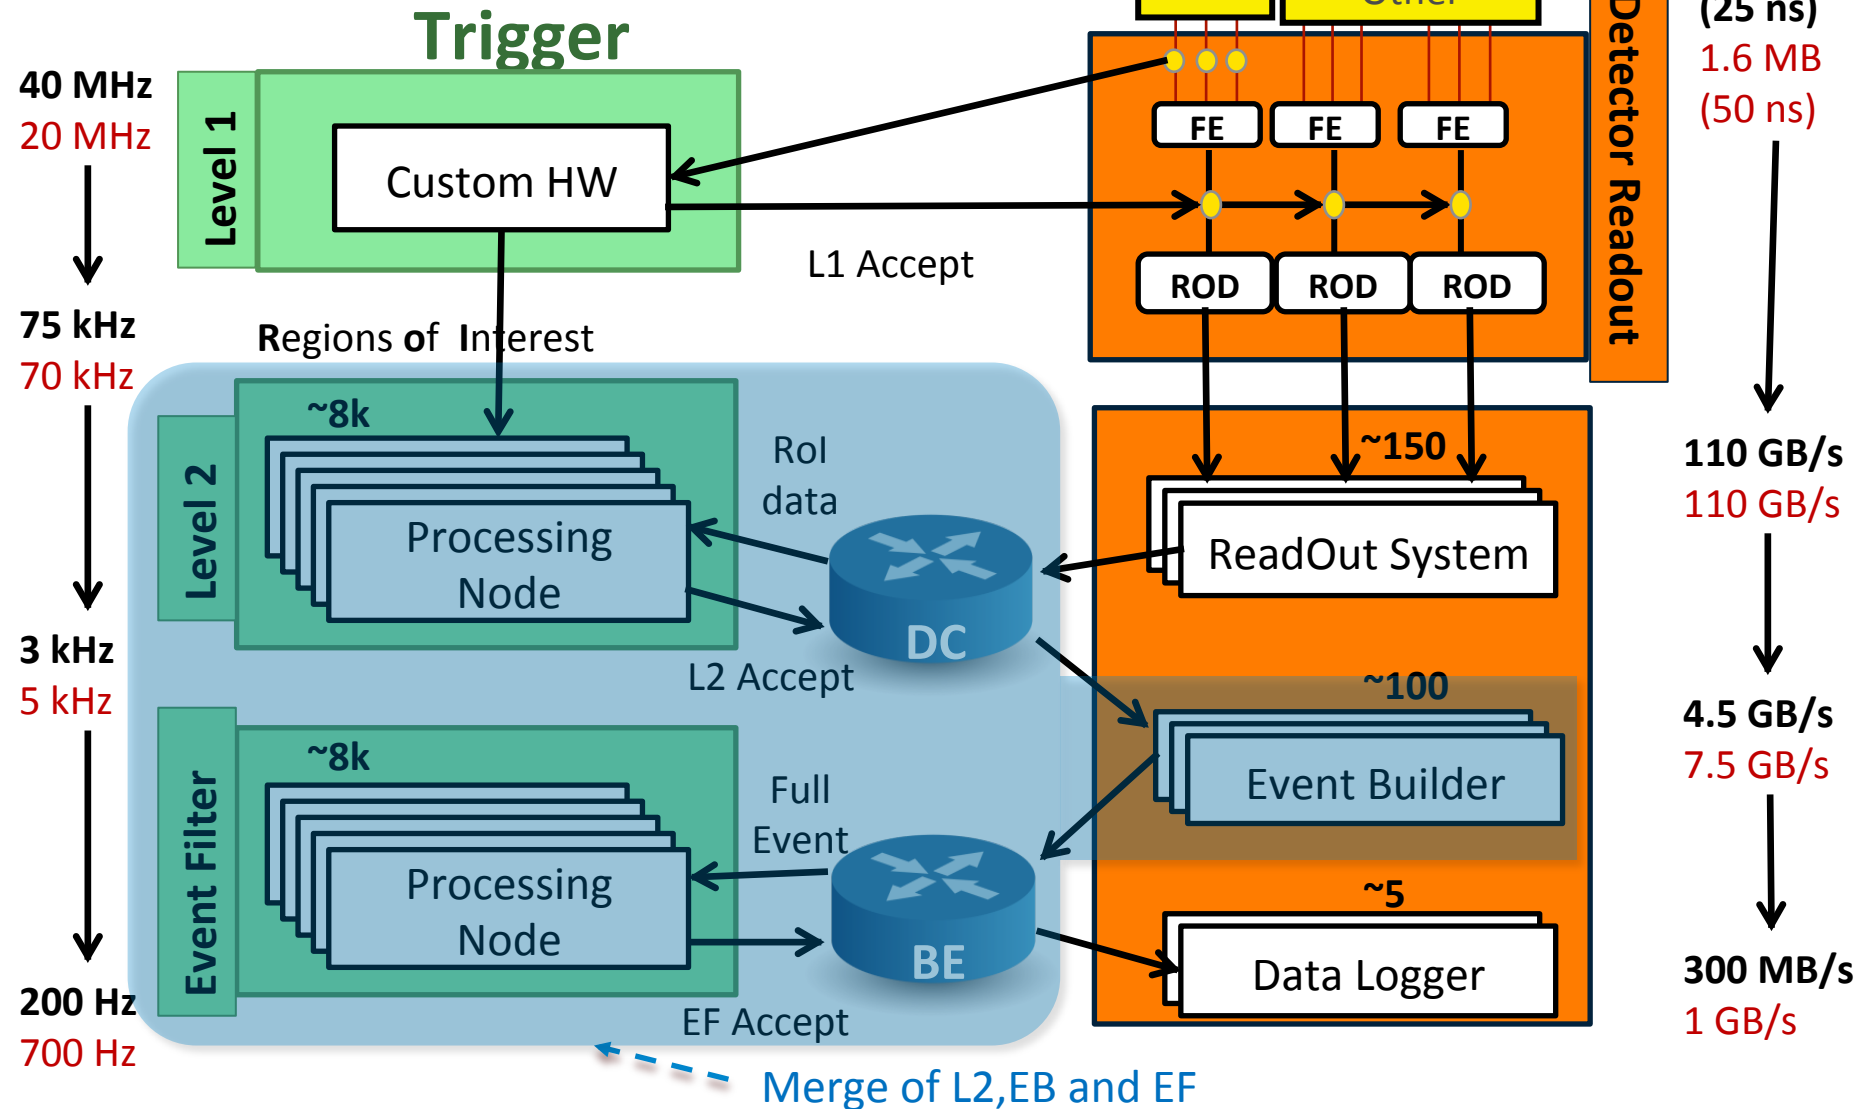 Trigger
Other
(25 ns)
1.6 MB
(50 ns)
40 MHz
20 MHz
Level 1
Custom HW
FE
FE
FE
Detector Readout
L1 Accept
ROD
ROD
ROD
75 kHz
70 kHz
Regions of Interest
~8k
Level 2
Processing
Node
RoI
data
DC
~150
ReadOut System
110 GB/s
110 GB/s
3 kHz
5 kHz
L2 Accept
~100
Event Builder
4.5 GB/s
7.5 GB/s
~8k
Event Filter
Processing
Node
Full
Event
BE
~5
Data Logger
300 MB/s
1 GB/s
200 Hz
700 Hz
EF Accept
Merge of L2,EB and EF